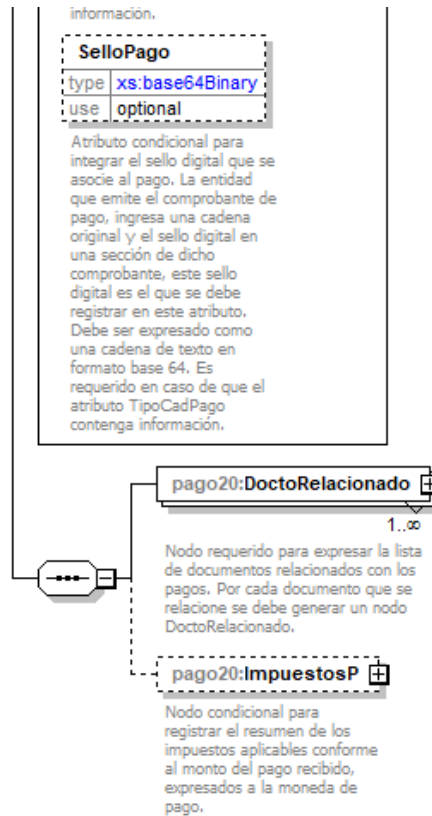 información.
SelloPago
type xs:base64Binary
use optional
Atributo condicional para
integrar el sello digital que se
asocie al pago. La entidad
que emite el comprobante de
pago, ingresa una cadena
original y el sello digital en
una sección de dicho
comprobante, este sello
digital es el que se debe
registrar en este atributo.
Debe ser expresado como
una cadena de texto en
formato base 64. Es
requerido en caso de que el
atributo TipoCadPago
contenga información.
pago20:DoctoRelacionado
1..∞
Nodo requerido para expresar la lista
de documentos relacionados con los
pagos. Por cada documento que se
relacione se debe generar un nodo
DoctoRelacionado.
pago20:ImpuestosP
Nodo condicional para
registrar el resumen de los
impuestos aplicables conforme
al monto del pago recibido,
expresados a la moneda de
pago.